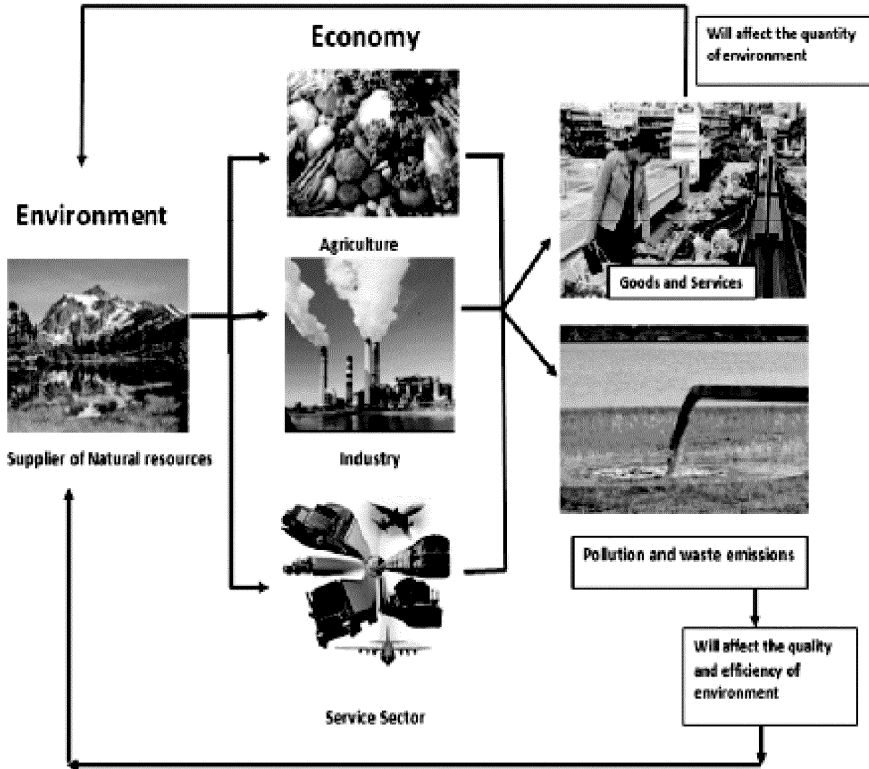 Economy
Will affect the quantity
of environment
Environment
Agriculture
Goods and Services
Supplier of Natural resources
Industry
Pollution and waste emissions
Will affect the quality
and efficiency of
environment
Service Sector